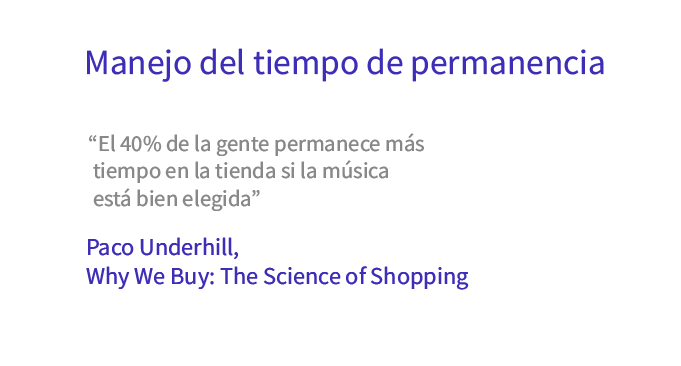 Manejo del tiempo de permanencia
“El 40% de la gente permanece más
tiempo en la tienda si la música
está bien elegida”
Paco Underhill,
Why We Buy: The Science of Shopping